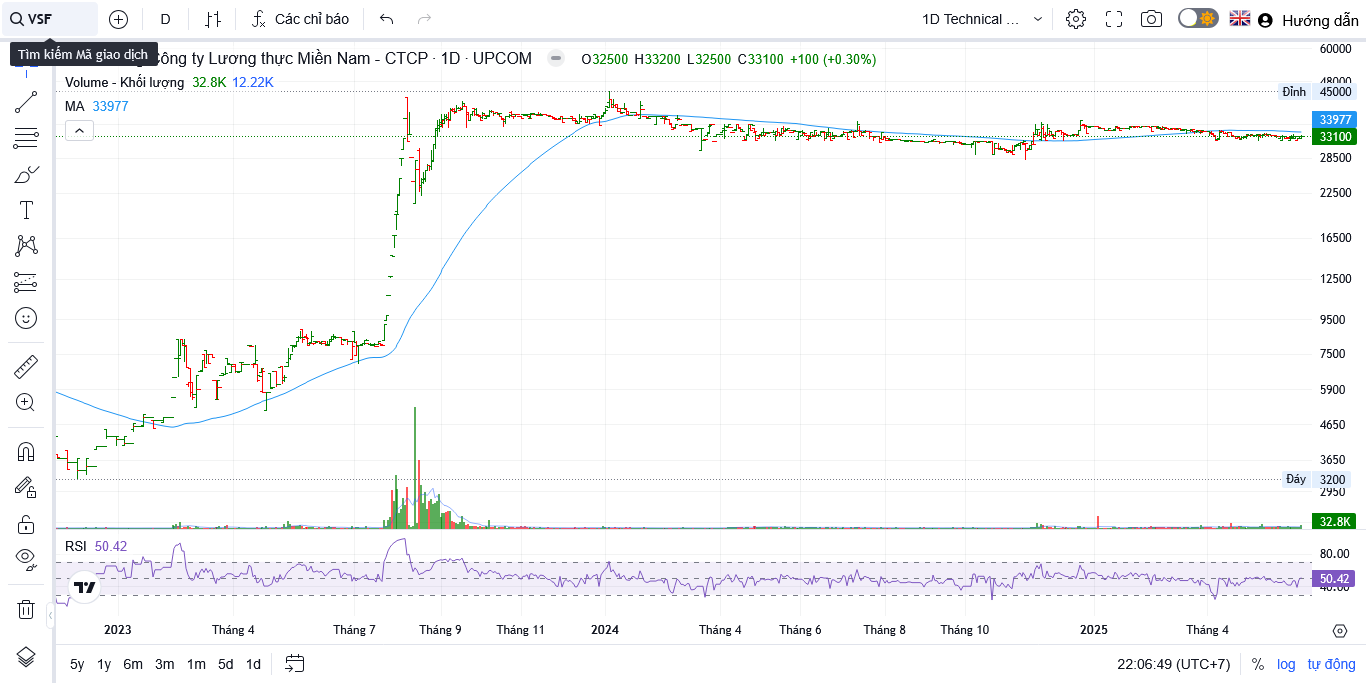 VSF
D
Các chỉ báo
1D Technical ...
Hướng dẫn
Tìm kiếm Mã giao dịch
Công ty Lương thực Miền Nam - CTCP · 1D · UPCOM
O32500 H33200 L32500 C33100 +100 (+0.30%)
Volume - Khối lượng 32.8K 12.22K
MA 33977
60000
48000
Đỉnh 45000
33977
33100
28500
22500
16500
12500
9500
7500
5900
4650
3650
Đáy 3200
2950
32.8K
RSI 50.42
80.00
50.42
40.00
2023 Tháng 4 Tháng 7 Tháng 9 Tháng 11 2024 Tháng 4 Tháng 6 Tháng 8 Tháng 10 2025 Tháng 4
5y 1y 6m 3m 1m 5d 1d
22:06:49 (UTC+7) % log tự động